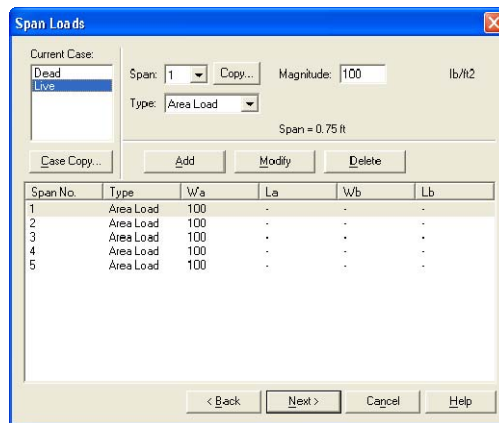 Span Loads
Current Case:
Dead
Live
Span: 1 Copy... Magnitude: 100 lb/ft2
Type: Area Load
Span = 0.75 ft
Case Copy... Add Modify Delete
Span No. Type Wa La Wb Lb
1 Area Load 100 - - -
2 Area Load 100 - - -
3 Area Load 100 - - -
4 Area Load 100 - - -
5 Area Load 100 - - -
< Back Next > Cancel Help